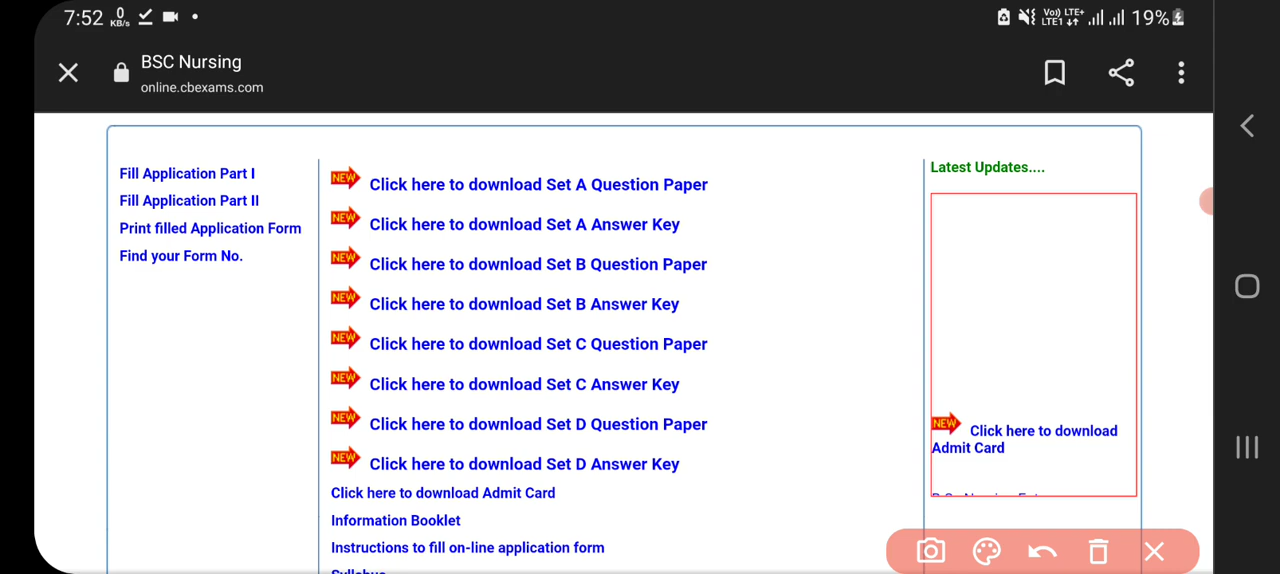 7:52 0 KB/s Vo)) LTE+ LTE1 19%
BSC Nursing
online.cbexams.com
Fill Application Part I
Fill Application Part II
Print filled Application Form
Find your Form No.
NEW Click here to download Set A Question Paper
NEW Click here to download Set A Answer Key
NEW Click here to download Set B Question Paper
NEW Click here to download Set B Answer Key
NEW Click here to download Set C Question Paper
NEW Click here to download Set C Answer Key
NEW Click here to download Set D Question Paper
NEW Click here to download Set D Answer Key
Click here to download Admit Card
Information Booklet
Instructions to fill on-line application form
Syllabus
Latest Updates....
NEW Click here to download
Admit Card